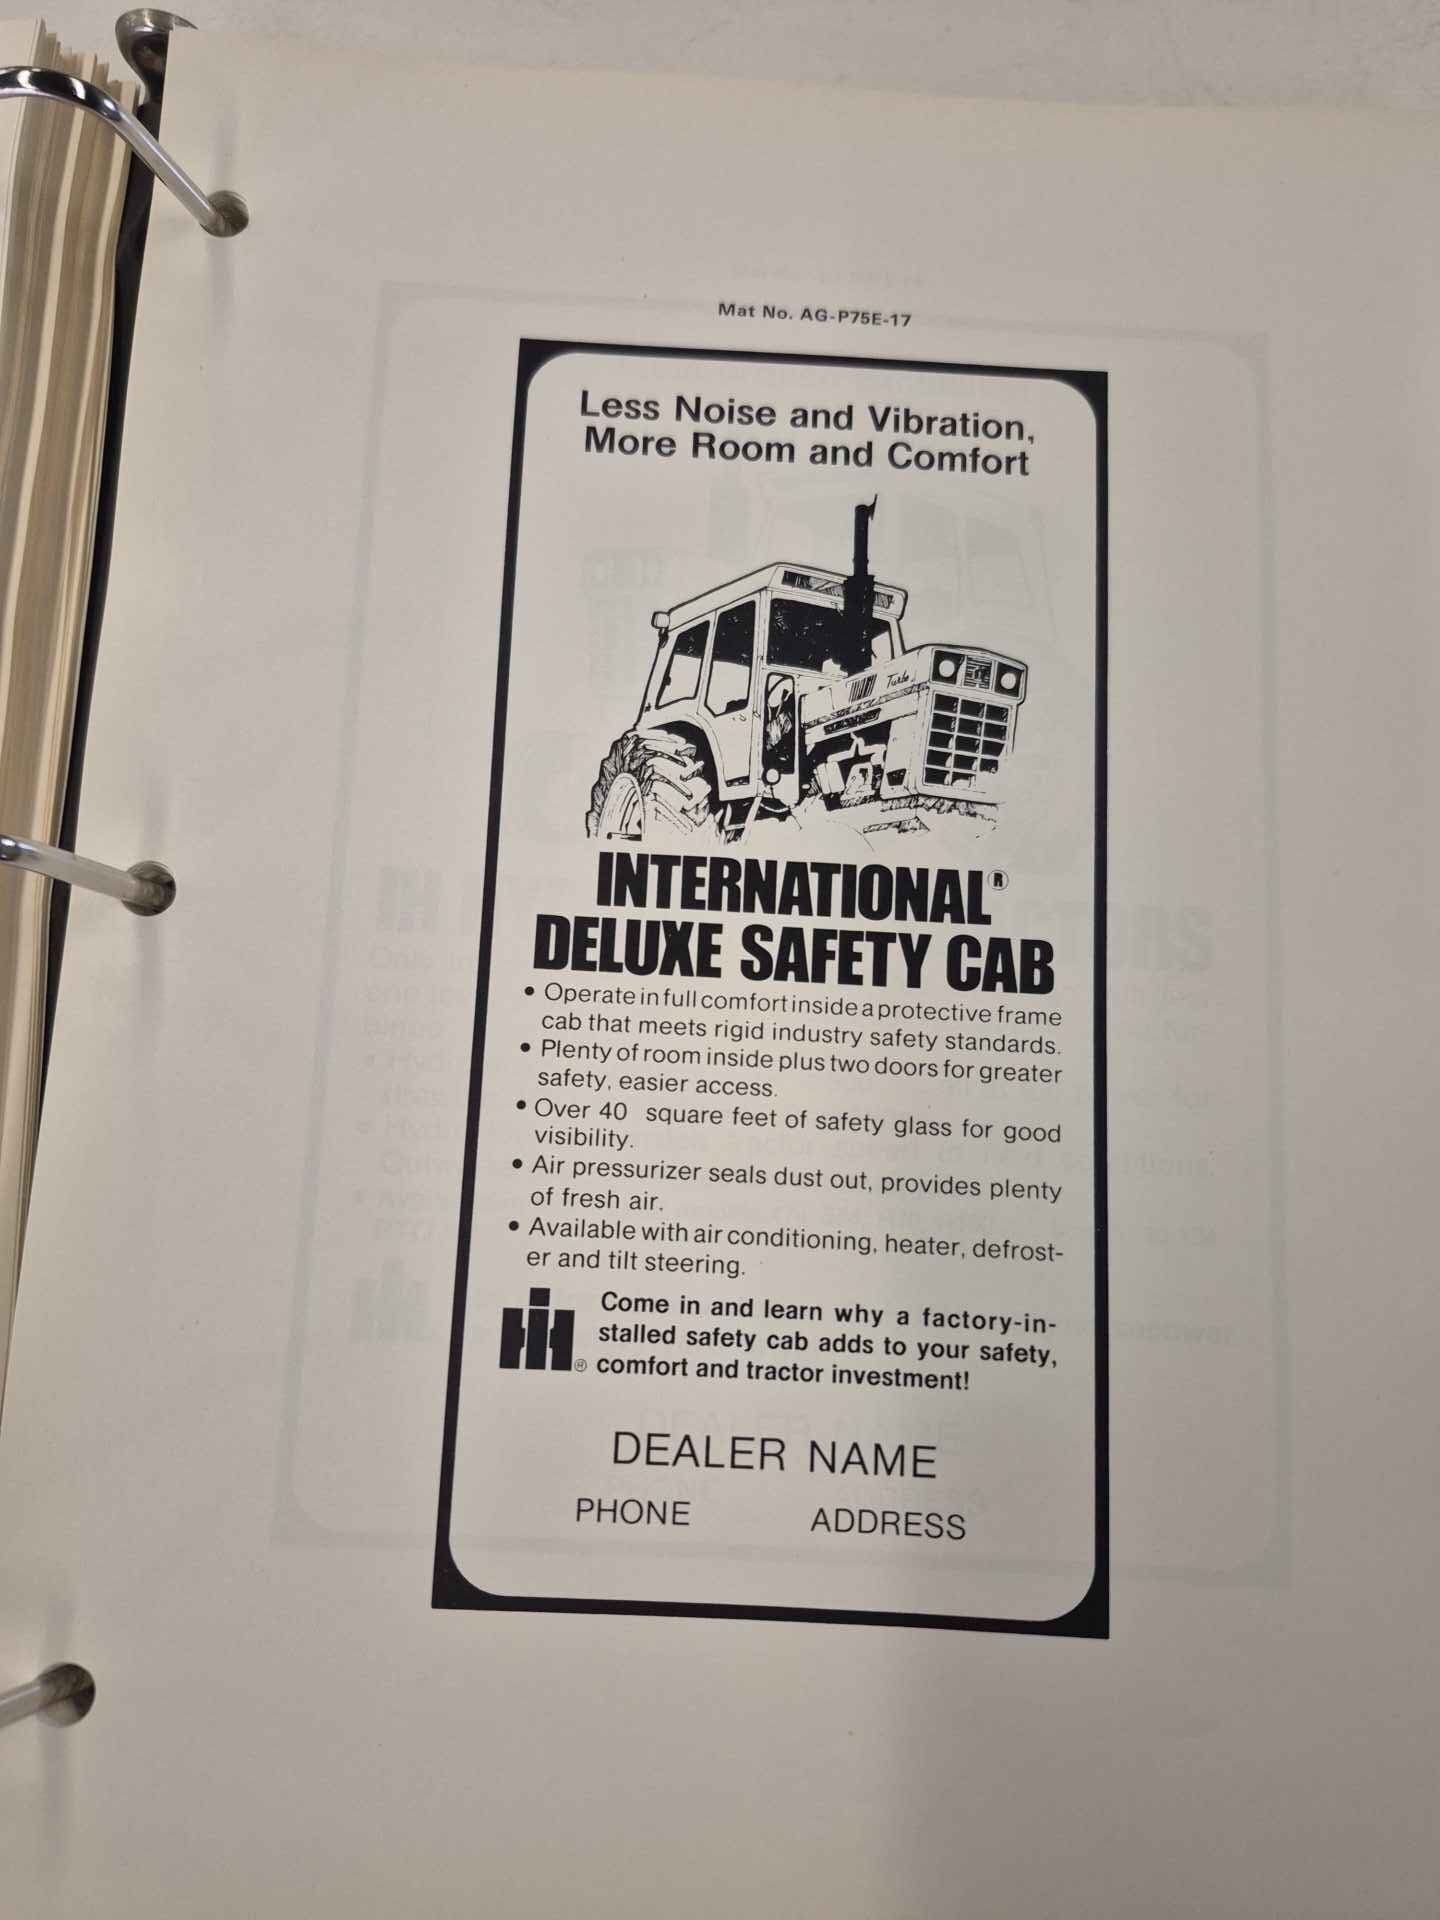 Mat No. AG-P75E-17
Less Noise and Vibration,
More Room and Comfort
Turbo
INTERNATIONAL®
DELUXE SAFETY CAB
• Operate in full comfort inside a protective frame
cab that meets rigid industry safety standards.
• Plenty of room inside plus two doors for greater
safety, easier access.
• Over 40 square feet of safety glass for good
visibility.
• Air pressurizer seals dust out, provides plenty
of fresh air.
• Available with air conditioning, heater, defrost-
er and tilt steering.
Come in and learn why a factory-in-
stalled safety cab adds to your safety,
® comfort and tractor investment!
DEALER NAME
PHONE ADDRESS